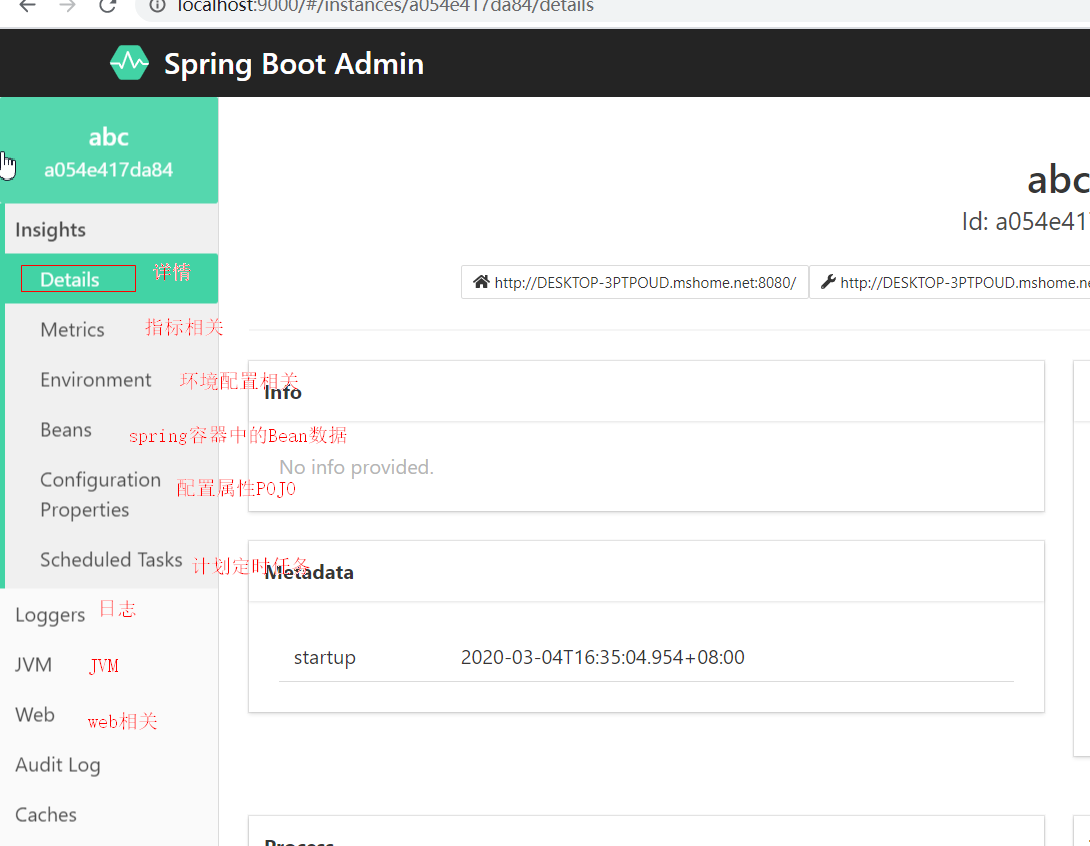 localhost:9000/#/instances/a054e417da84/details
Spring Boot Admin
abc
a054e417da84
Insights
Details 详情
Metrics 指标相关
Environment 环境配置相关
Beans spring容器中的Bean数据
Configuration
Properties 配置属性POJO
Scheduled Tasks 计划定时任务
Loggers 日志
JVM JVM
Web web相关
Audit Log
Caches
abc
Id: a054e41
http://DESKTOP-3PTPOUD.mshome.net:8080/ http://DESKTOP-3PTPOUD.mshome.ne
Info
No info provided.
Metadata
startup 2020-03-04T16:35:04.954+08:00
Process